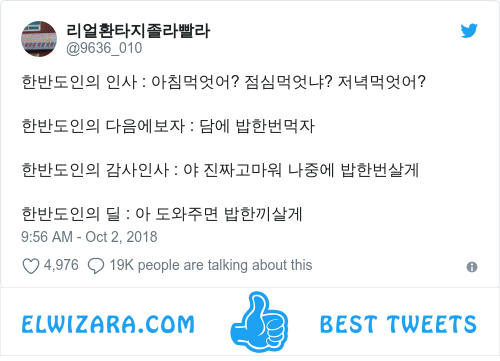 리얼환타지졸라빨라
@9636_010
한반도인의 인사 : 아침먹엇어? 점심먹엇냐? 저녁먹엇어?
한반도인의 다음에보자 : 담에 밥한번먹자
한반도인의 감사인사 : 야 진짜고마워 나중에 밥한번살게
한반도인의 딜 : 아 도와주면 밥한끼살게
9:56 AM - Oct 2, 2018
4,976 19K people are talking about this
ELWIZARA.COM BEST TWEETS